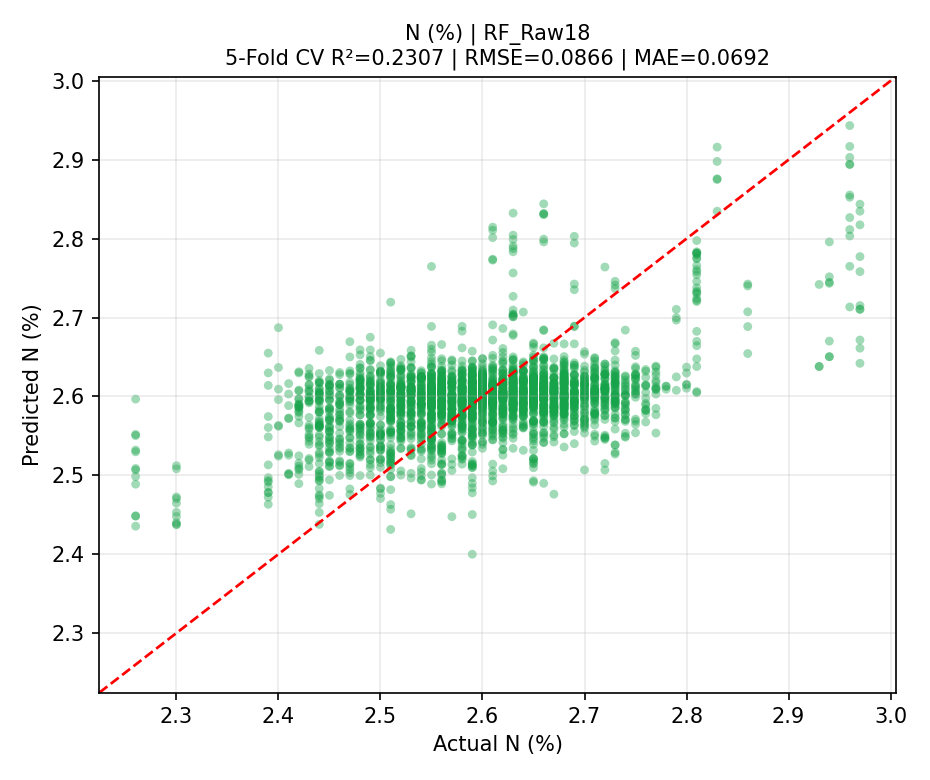 N (%) | RF_Raw18
5-Fold CV R²=0.2307 | RMSE=0.0866 | MAE=0.0692
3.0
2.9
2.8
2.7
2.6
2.5
2.4
2.3
Predicted N (%)
2.3 2.4 2.5 2.6 2.7 2.8 2.9 3.0
Actual N (%)